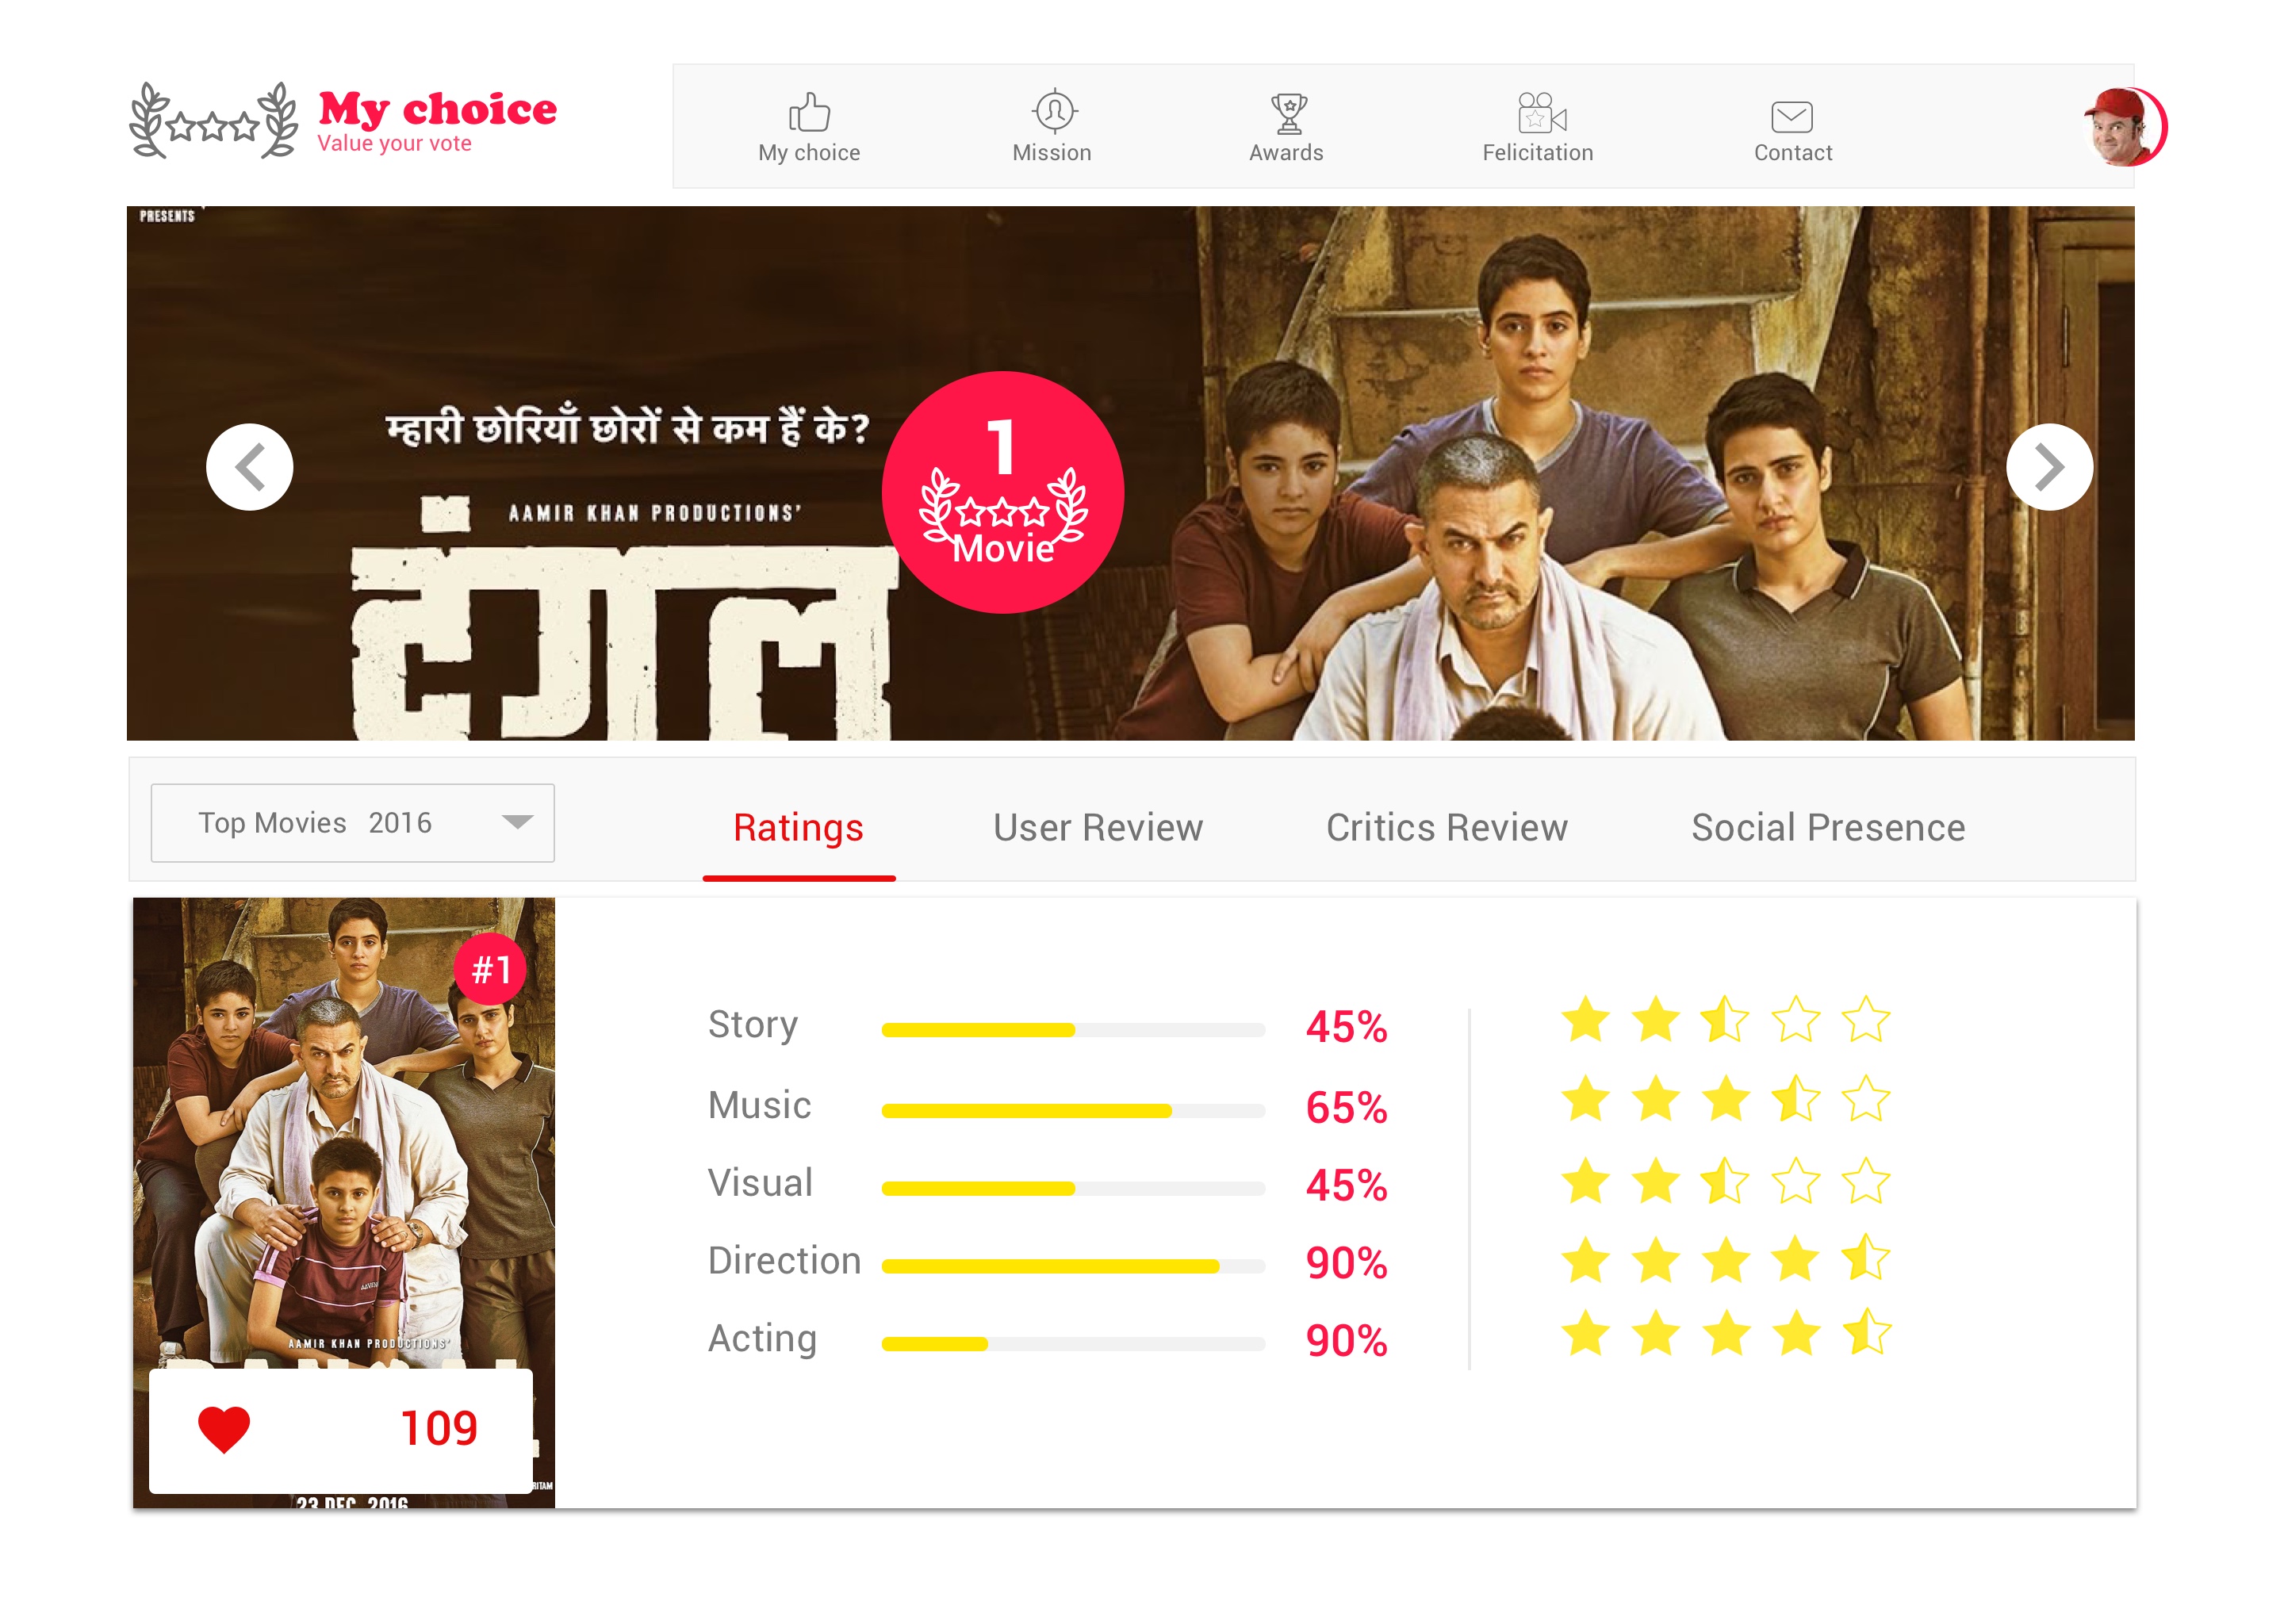 My choice
Value your vote
My choice
Mission
Awards
Felicitation
Contact
PRESENTS
म्हारी छोरियाँ छोरों से कम हैं के?
AAMIR KHAN PRODUCTIONS'
दंगल
1
Movie
Top Movies 2016
Ratings
User Review
Critics Review
Social Presence
#1
Story 45%
Music 65%
Visual 45%
Direction 90%
Acting 90%
AAMIR KHAN PRODUCTIONS'
109
23 DEC 2016